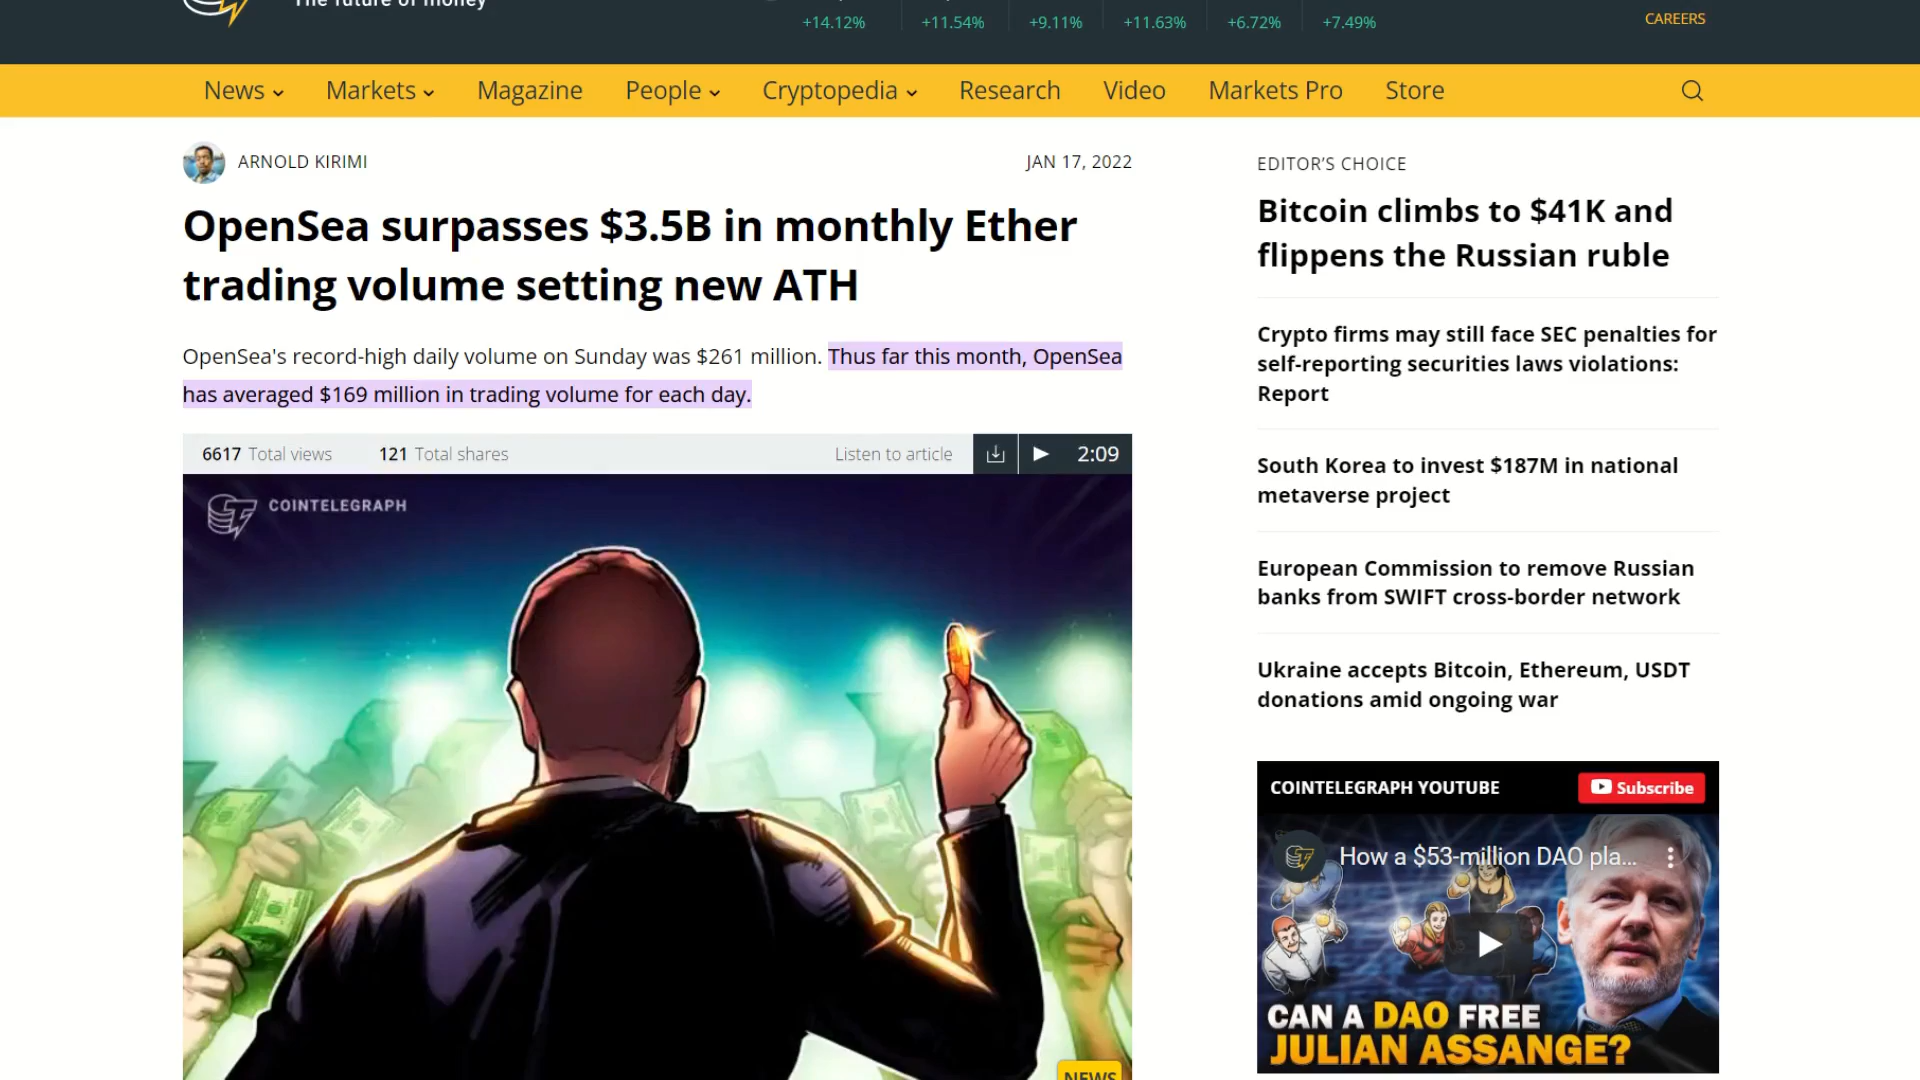 The future of money
+14.12%
+11.54%
+9.11%
+11.63%
+6.72%
+7.49%
CAREERS
News
Markets
Magazine
People
Cryptopedia
Research
Video
Markets Pro
Store
ARNOLD KIRIMI
JAN 17, 2022
OpenSea surpasses $3.5B in monthly Ether
trading volume setting new ATH
OpenSea's record-high daily volume on Sunday was $261 million. Thus far this month, OpenSea
has averaged $169 million in trading volume for each day.
6617 Total views
121 Total shares
Listen to article
2:09
COINTELEGRAPH
NEWS
EDITOR'S CHOICE
Bitcoin climbs to $41K and
flippens the Russian ruble
Crypto firms may still face SEC penalties for
self-reporting securities laws violations:
Report
South Korea to invest $187M in national
metaverse project
European Commission to remove Russian
banks from SWIFT cross-border network
Ukraine accepts Bitcoin, Ethereum, USDT
donations amid ongoing war
COINTELEGRAPH YOUTUBE
Subscribe
How a $53-million DAO pla...
CAN A DAO FREE
JULIAN ASSANGE?